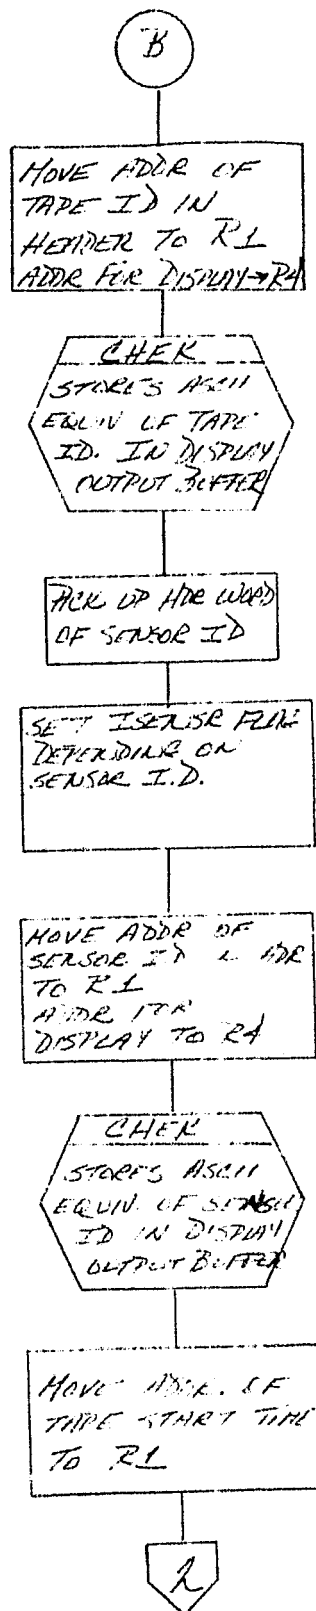 B
MOVE ADDR OF
TAPE ID IN
HEADER TO R1
ADDR FOR DISPLAY→R4
CHEK
STORES ASCII
EQUIV OF TAPE
ID. IN DISPLAY
OUTPUT BUFFER
PICK UP HDR WORD
OF SENSOR ID
SET ISENSR FLAG
DEPENDING ON
SENSOR I.D.
MOVE ADDR OF
SENSOR ID HDR
TO R1
ADDR FOR
DISPLAY TO R4
CHEK
STORES ASCII
EQUIV. OF SENSOR
ID IN DISPLAY
OUTPUT BUFFER
MOVE ADDR. OF
TAPE START TIME
TO R1
2